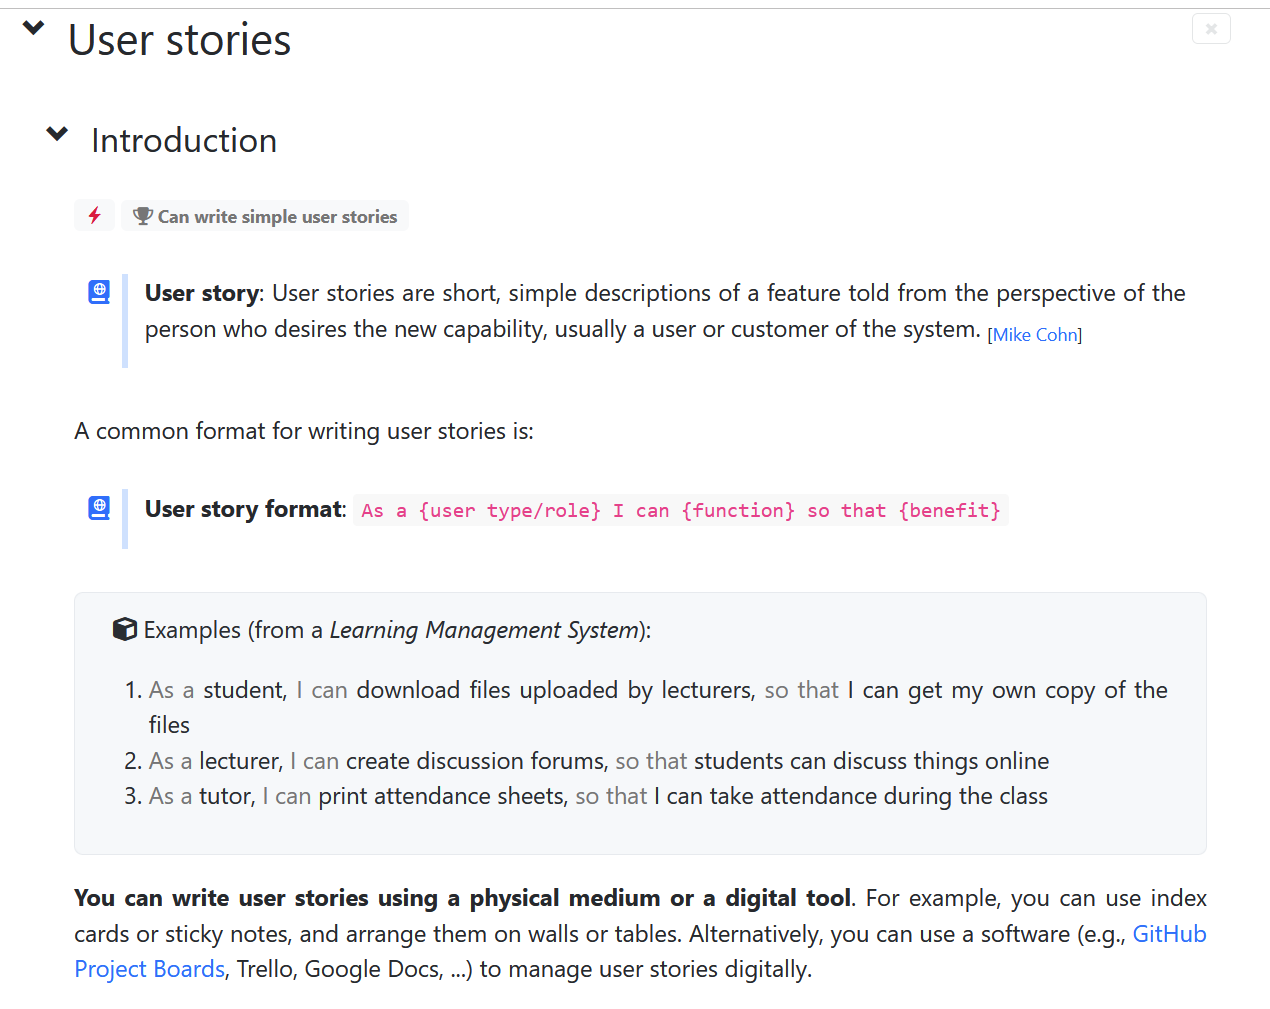 User stories
Introduction
Can write simple user stories
User story: User stories are short, simple descriptions of a feature told from the perspective of the
person who desires the new capability, usually a user or customer of the system. [Mike Cohn]
A common format for writing user stories is:
User story format: As a {user type/role} I can {function} so that {benefit}
Examples (from a Learning Management System):
1. As a student, I can download files uploaded by lecturers, so that I can get my own copy of the
files
2. As a lecturer, I can create discussion forums, so that students can discuss things online
3. As a tutor, I can print attendance sheets, so that I can take attendance during the class
You can write user stories using a physical medium or a digital tool. For example, you can use index
cards or sticky notes, and arrange them on walls or tables. Alternatively, you can use a software (e.g., GitHub
Project Boards, Trello, Google Docs, ...) to manage user stories digitally.